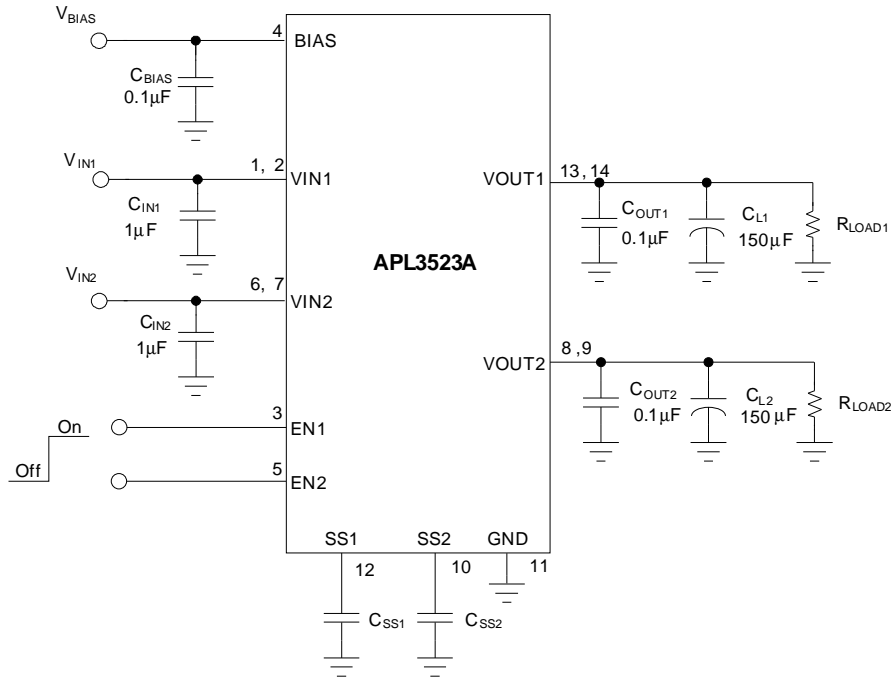 VBIAS
4
BIAS
CBIAS
0.1µF
VIN1
1, 2
VIN1
CIN1
1µF
VIN2
6, 7
VIN2
CIN2
1µF
On
Off
3
EN1
5
EN2
APL3523A
VOUT1
13, 14
COUT1
0.1µF
CL1
150µF
RLOAD1
VOUT2
8 ,9
COUT2
0.1µF
CL2
150µF
RLOAD2
SS1
SS2
GND
12
10
11
CSS1
CSS2